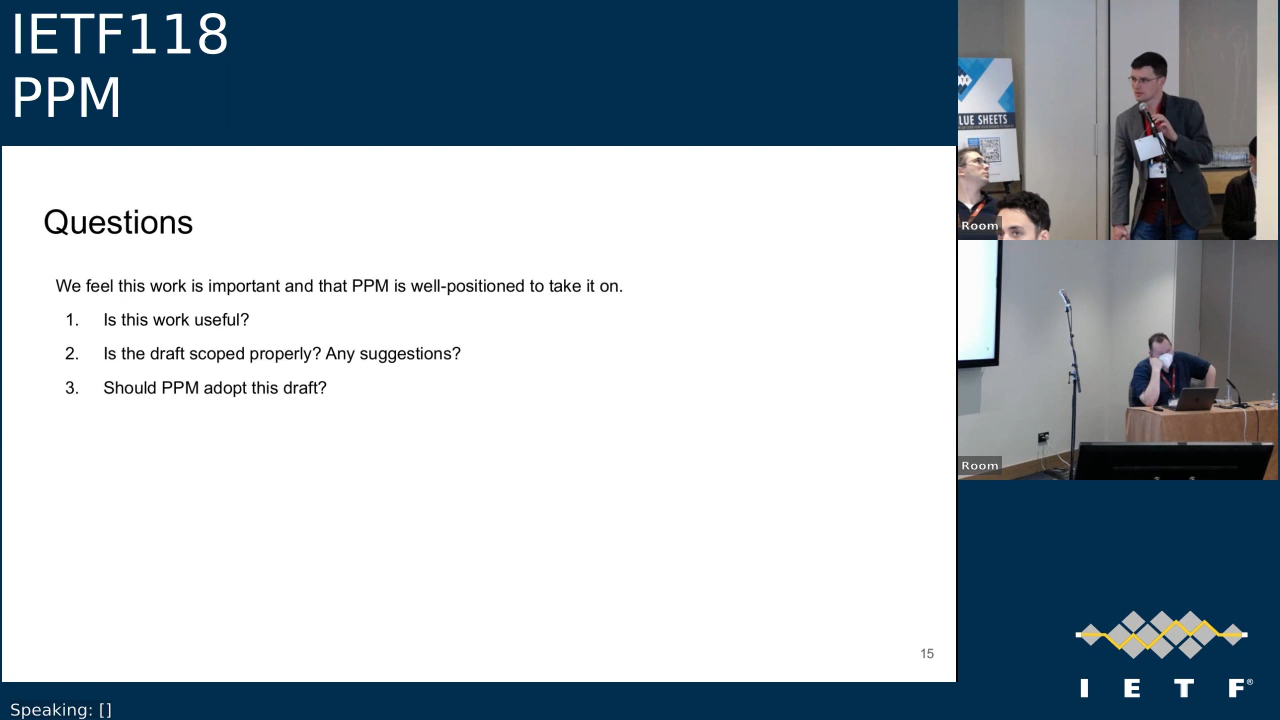 IETF118
PPM
Questions
We feel this work is important and that PPM is well-positioned to take it on.
1. Is this work useful?
2. Is the draft scoped properly? Any suggestions?
3. Should PPM adopt this draft?
15
LUE SHEETS
Room
Room
I E T F®
Speaking: []